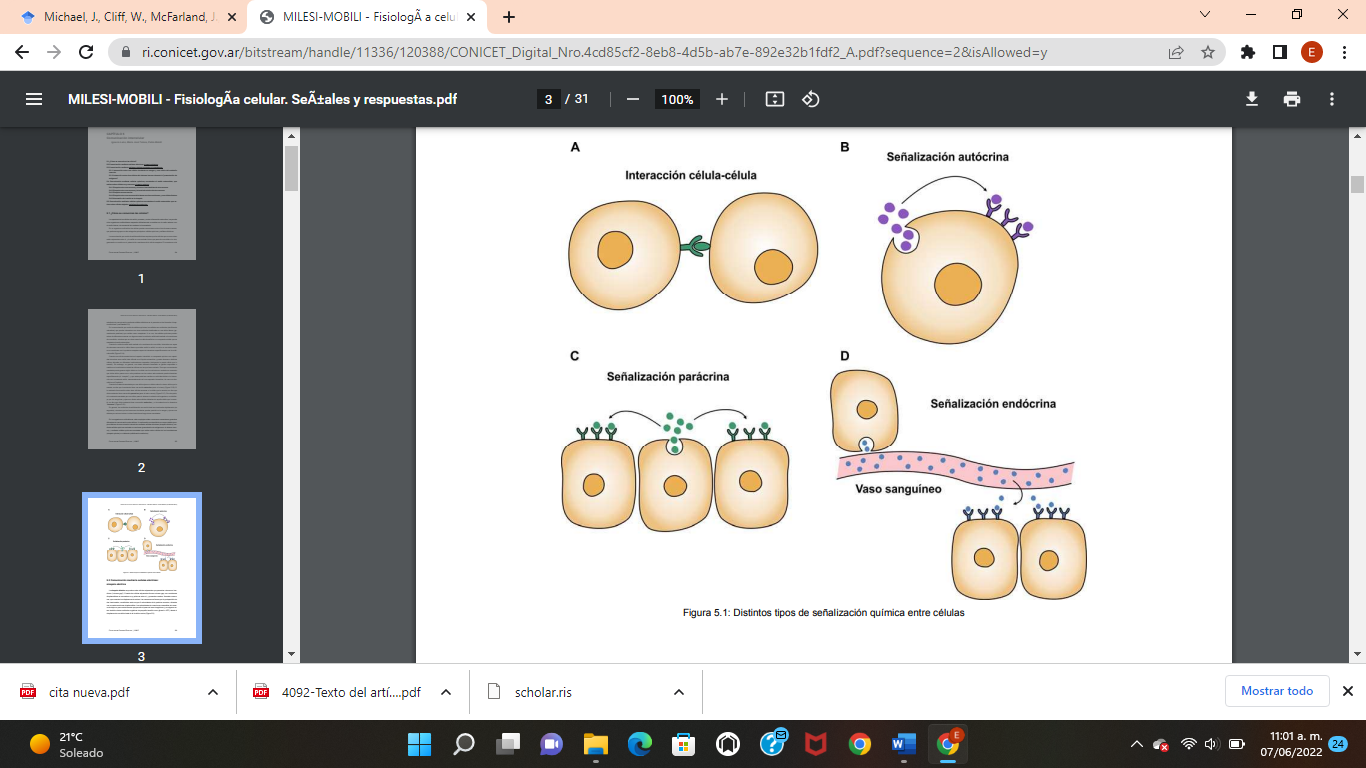 Michael, J., Cliff, W., McFarland, J.
MILESI-MOBILI - FisiologÃ­a celu
ri.conicet.gov.ar/bitstream/handle/11336/120388/CONICET_Digital_Nro.4cd85cf2-8eb8-4d5b-ab7e-892e32b1fdf2_A.pdf?sequence=2&isAllowed=y
E
MILESI-MOBILI - FisiologÃ­a celular. SeÃ±ales y respuestas.pdf
3 / 31
100%
1
2
3
A
Interacción célula-célula
B
Señalización autócrina
C
Señalización parácrina
D
Señalización endócrina
Vaso sanguíneo
Figura 5.1: Distintos tipos de señalización química entre células
cita nueva.pdf
4092-Texto del artí....pdf
scholar.ris
Mostrar todo
21°C
Soleado
11:01 a. m.
07/06/2022
24